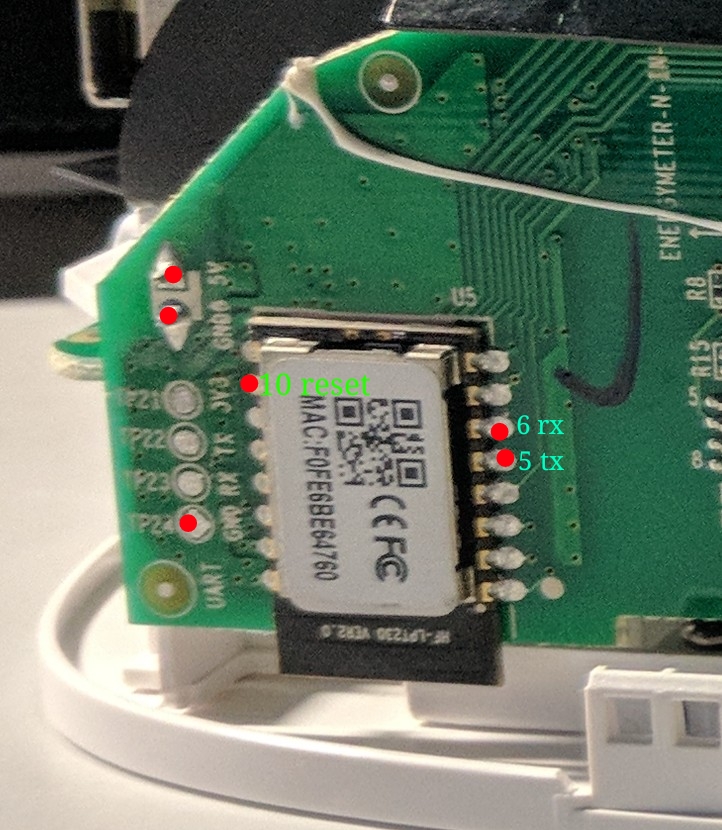 ENERGYMETER-N-EN-
5V
GND
U5
R8
R15
5
8
10 reset
6 rx
5 tx
TP21
3V3
TP22
TX
TP23
RX
TP24
GND
UART
MAC:F0FE6BE64760
CE FC
HF-LPT230 VER2.0